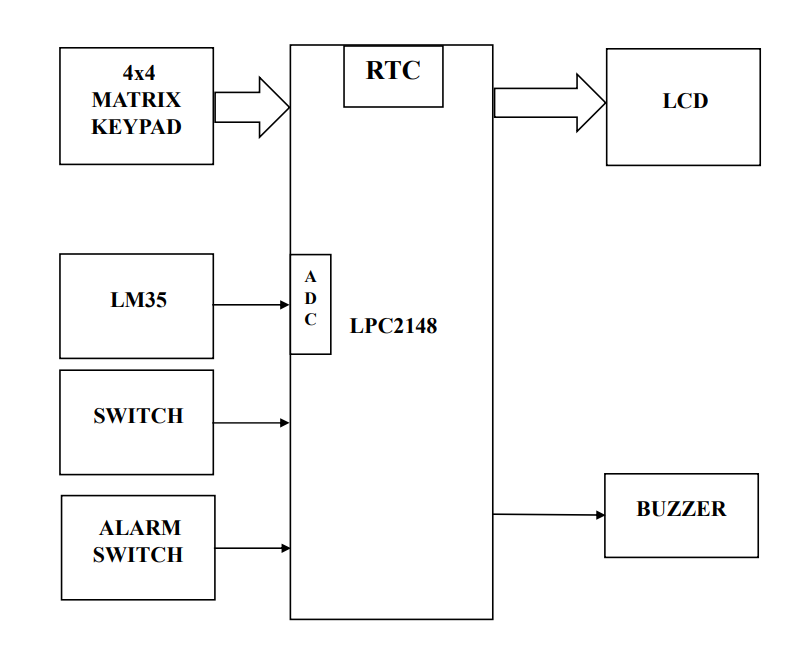 4x4
MATRIX
KEYPAD
RTC
LCD
LM35
A
D
C
LPC2148
SWITCH
ALARM
SWITCH
BUZZER